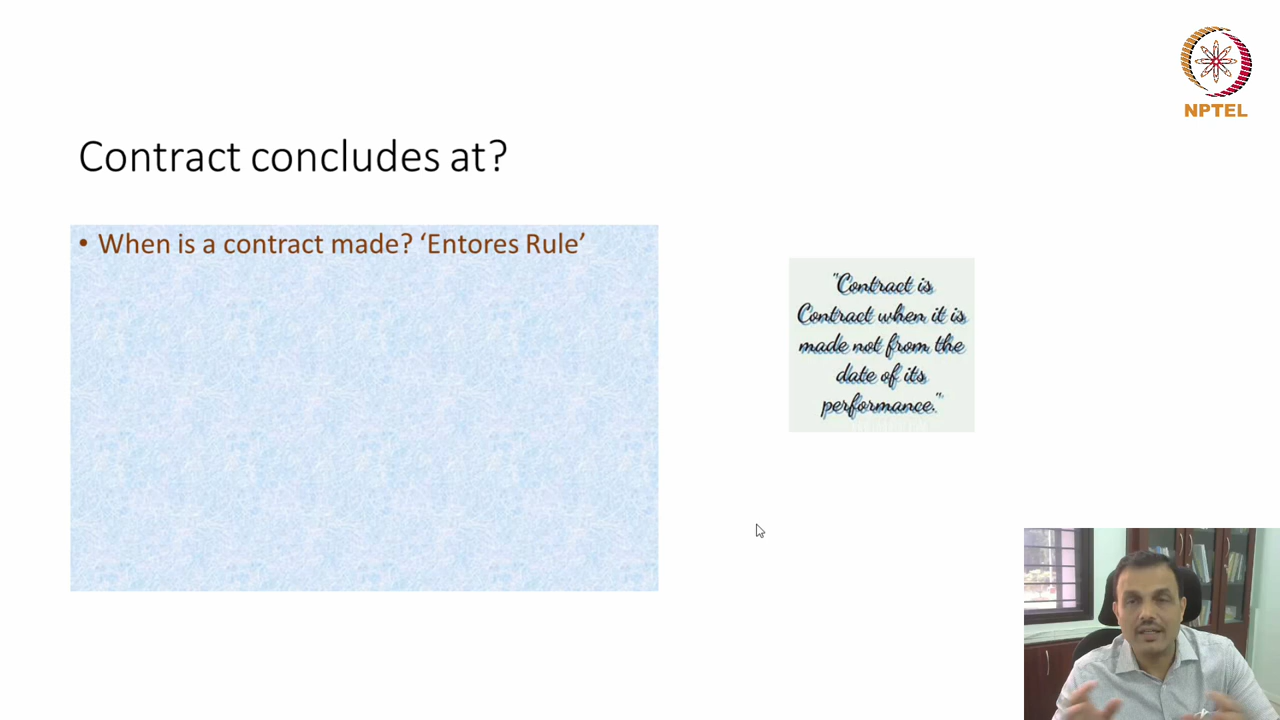 NPTEL
Contract concludes at?
• When is a contract made? ‘Entores Rule’
"Contract is
Contract when it is
made not from the
date of its
performance."